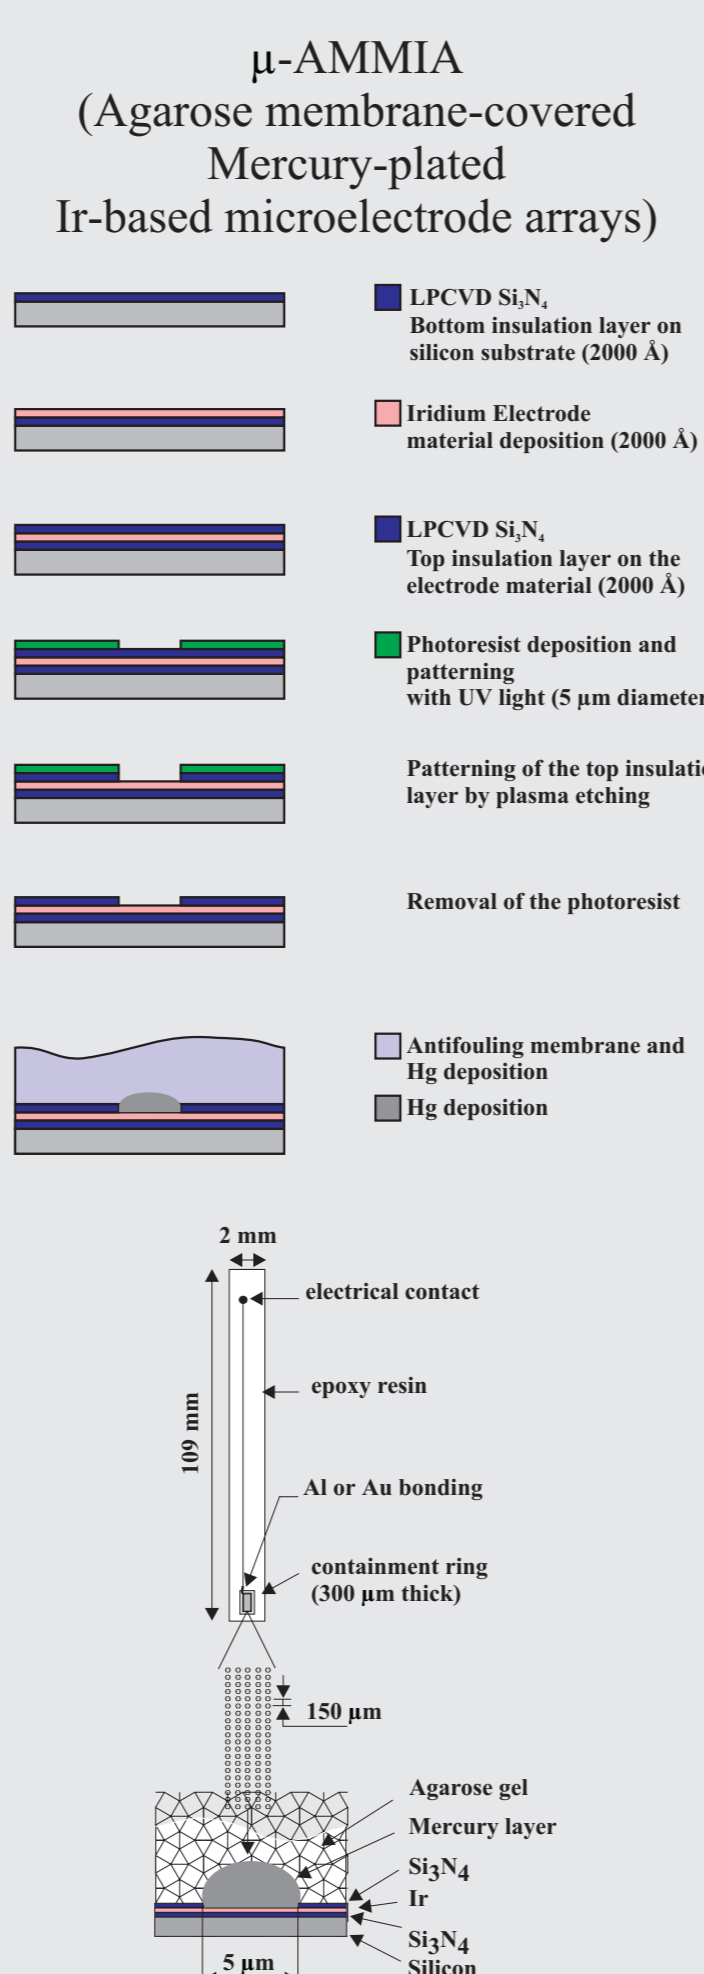 μ-AMMIA
(Agarose membrane-covered
Mercury-plated
Ir-based microelectrode arrays)
LPCVD Si₃N₄
Bottom insulation layer on
silicon substrate (2000 Å)
Iridium Electrode
material deposition (2000 Å)
LPCVD Si₃N₄
Top insulation layer on the
electrode material (2000 Å)
Photoresist deposition and
patterning
with UV light (5 μm diameter
Patterning of the top insulatio
layer by plasma etching
Removal of the photoresist
Antifouling membrane and
Hg deposition
Hg deposition
2 mm
electrical contact
epoxy resin
109 mm
Al or Au bonding
containment ring
(300 μm thick)
150 μm
Agarose gel
Mercury layer
Si₃N₄
Ir
Si₃N₄
Silicon
5 μm